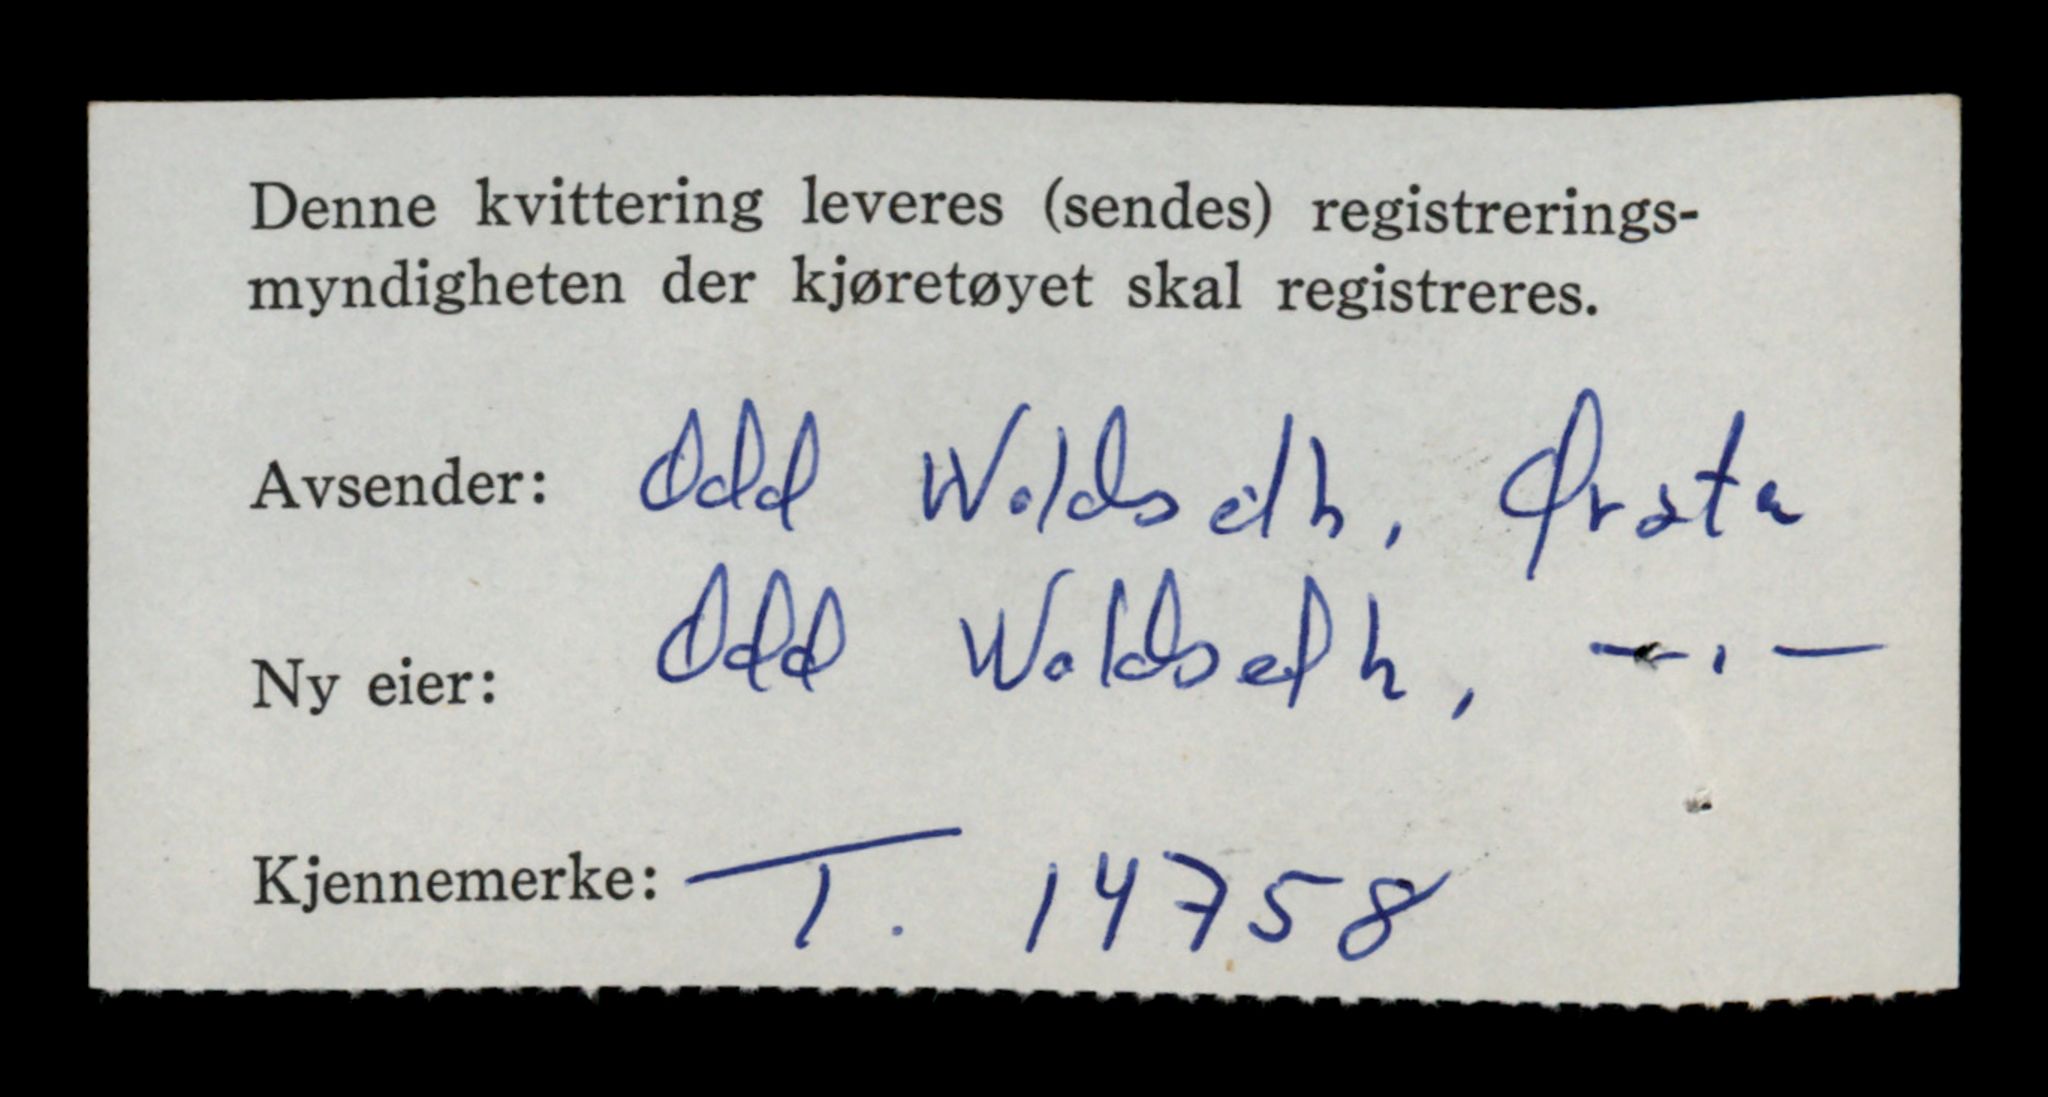 Denne kvittering leveres (sendes) registrerings-
myndigheten der kjøretøyet skal registreres.
Avsender: Odd Woldseth, Ørsta
Ny eier: Odd Woldseth, — . —
Kjennemerke: T. 14758